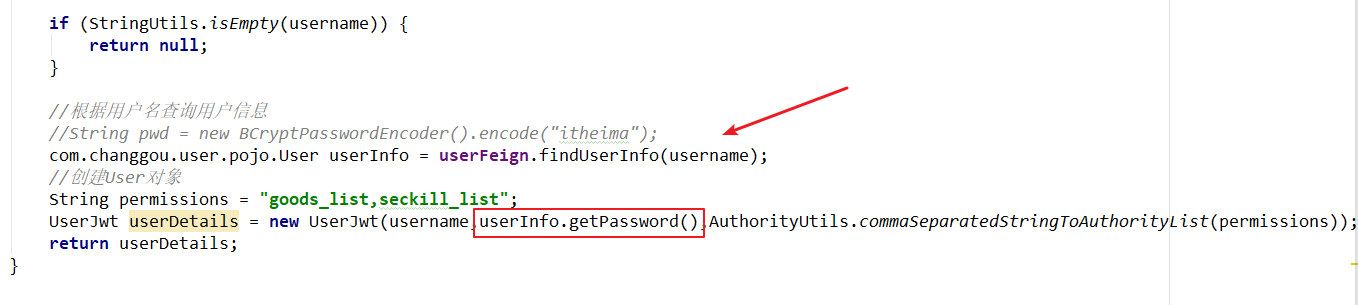 if (StringUtils.isEmpty(username)) {
return null;
}
//根据用户名查询用户信息
//String pwd = new BCryptPasswordEncoder().encode("itheima");
com.changgou.user.pojo.User userInfo = userFeign.findUserInfo(username);
//创建User对象
String permissions = "goods_list,seckill_list";
UserJwt userDetails = new UserJwt(username,userInfo.getPassword(),AuthorityUtils.commaSeparatedStringToAuthorityList(permissions));
return userDetails;
}